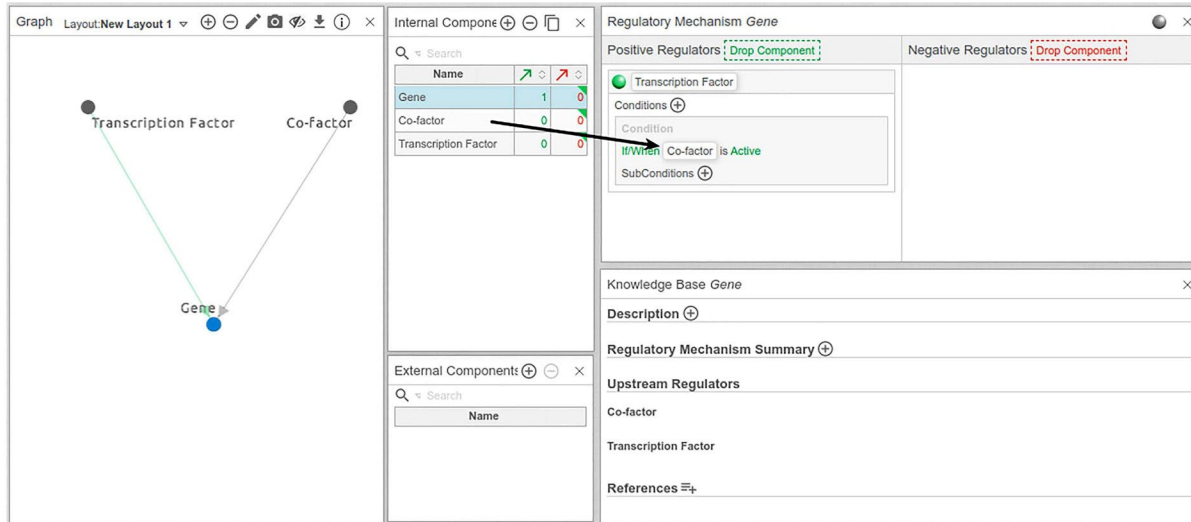 Graph Layout:New Layout 1
Transcription Factor
Co-factor
Gene
Internal Compone
Search
Name
Gene 1 0
Co-factor 0 0
Transcription Factor 0 0
External Components
Search
Name
Regulatory Mechanism Gene
Positive Regulators Drop Component
Negative Regulators Drop Component
Transcription Factor
Conditions
Condition
If/When Co-factor is Active
SubConditions
Knowledge Base Gene
Description
Regulatory Mechanism Summary
Upstream Regulators
Co-factor
Transcription Factor
References